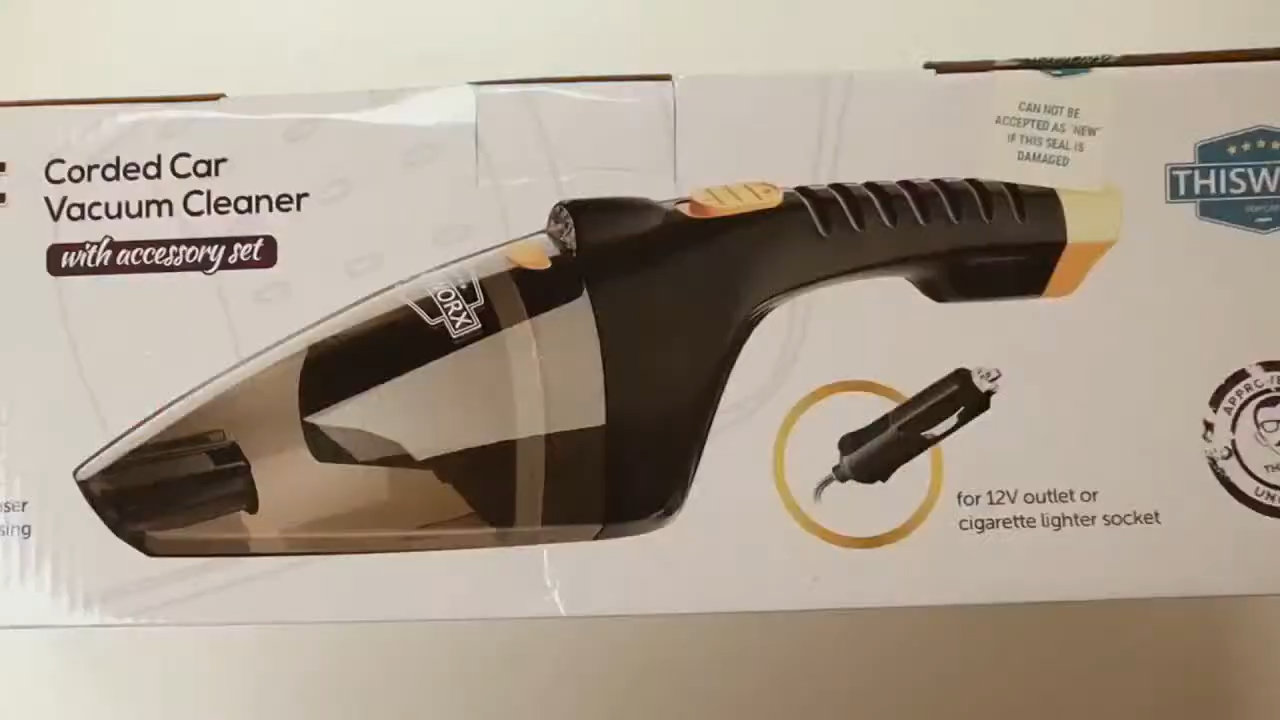 Corded Car
Vacuum Cleaner
with accessory set
CAN NOT BE
ACCEPTED AS "NEW"
IF THIS SEAL IS
DAMAGED
THISW
WORX
for 12V outlet or
cigarette lighter socket